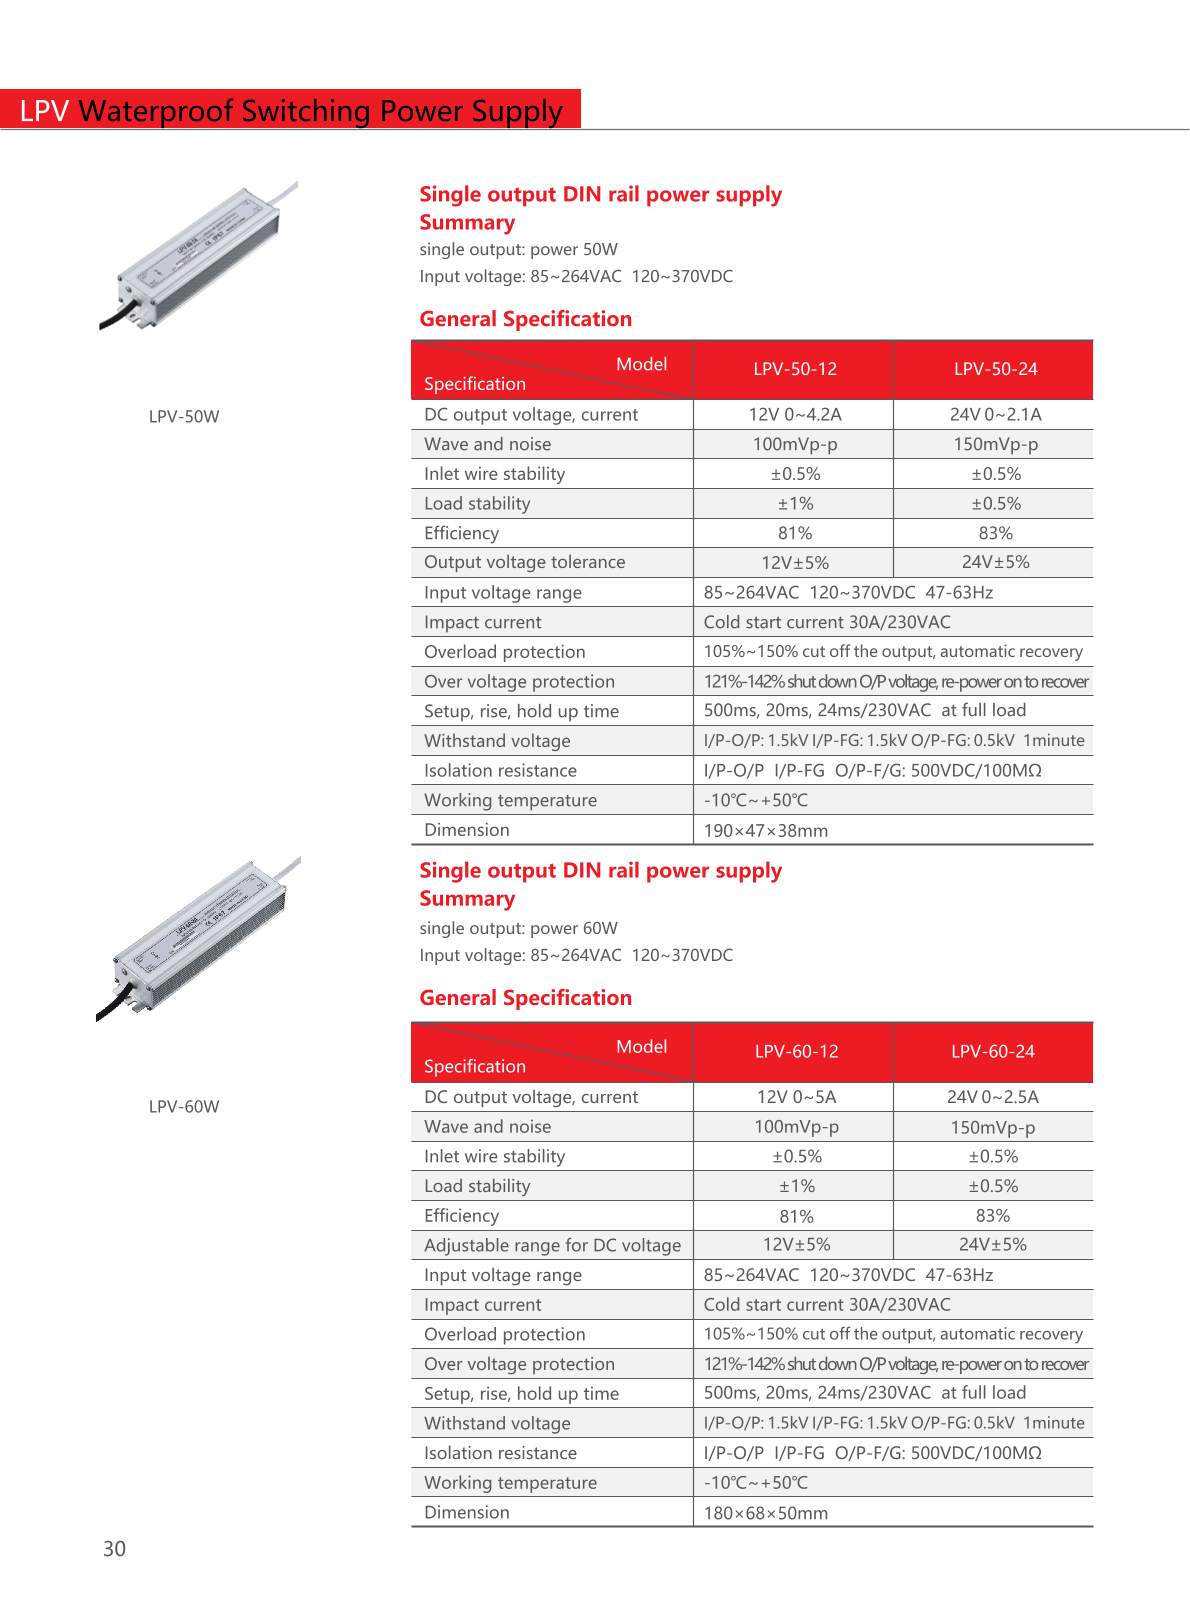 LPV Waterproof Switching Power Supply
Single output DIN rail power supply
Summary
single output: power 50W
Input voltage: 85~264VAC  120~370VDC
General Specification
LPV-50W
Model
Specification
LPV-50-12 LPV-50-24
DC output voltage, current 12V 0~4.2A 24V 0~2.1A
Wave and noise 100mVp-p 150mVp-p
Inlet wire stability ±0.5% ±0.5%
Load stability ±1% ±0.5%
Efficiency 81% 83%
Output voltage tolerance 12V±5% 24V±5%
Input voltage range 85~264VAC  120~370VDC  47-63Hz
Impact current Cold start current 30A/230VAC
Overload protection 105%~150% cut off the output, automatic recovery
Over voltage protection 121%-142% shut down O/P voltage, re-power on to recover
Setup, rise, hold up time 500ms, 20ms, 24ms/230VAC  at full load
Withstand voltage I/P-O/P: 1.5kV I/P-FG: 1.5kV O/P-FG: 0.5kV  1minute
Isolation resistance I/P-O/P  I/P-FG  O/P-F/G: 500VDC/100MΩ
Working temperature -10℃~+50℃
Dimension 190×47×38mm
Single output DIN rail power supply
Summary
single output: power 60W
Input voltage: 85~264VAC  120~370VDC
General Specification
LPV-60W
Model
Specification
LPV-60-12 LPV-60-24
DC output voltage, current 12V 0~5A 24V 0~2.5A
Wave and noise 100mVp-p 150mVp-p
Inlet wire stability ±0.5% ±0.5%
Load stability ±1% ±0.5%
Efficiency 81% 83%
Adjustable range for DC voltage 12V±5% 24V±5%
Input voltage range 85~264VAC  120~370VDC  47-63Hz
Impact current Cold start current 30A/230VAC
Overload protection 105%~150% cut off the output, automatic recovery
Over voltage protection 121%-142% shut down O/P voltage, re-power on to recover
Setup, rise, hold up time 500ms, 20ms, 24ms/230VAC  at full load
Withstand voltage I/P-O/P: 1.5kV I/P-FG: 1.5kV O/P-FG: 0.5kV  1minute
Isolation resistance I/P-O/P  I/P-FG  O/P-F/G: 500VDC/100MΩ
Working temperature -10℃~+50℃
Dimension 180×68×50mm
30